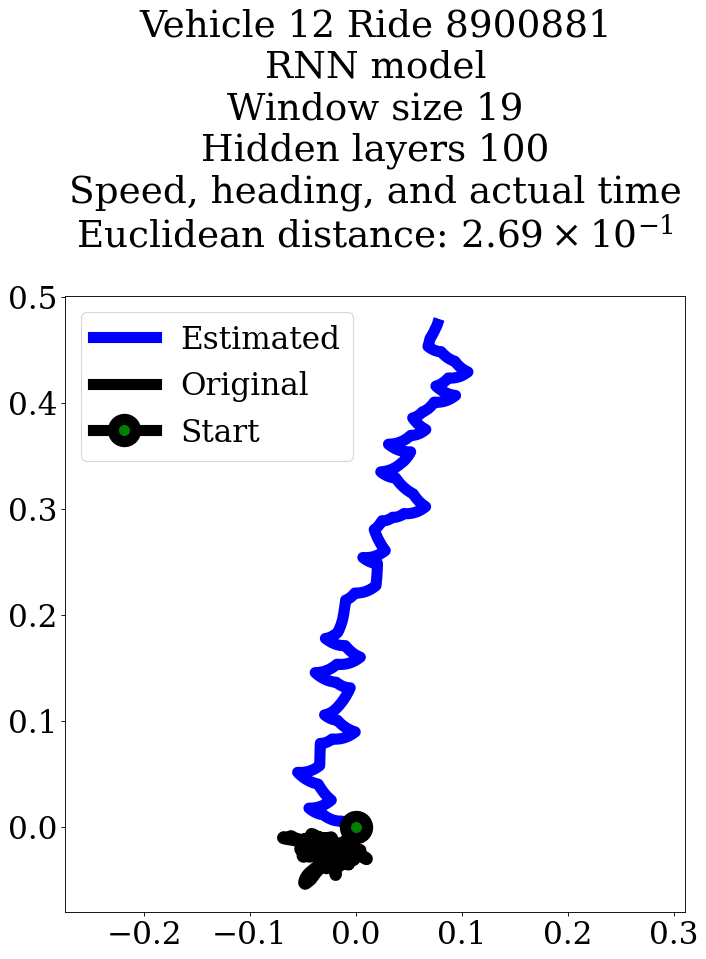 Vehicle 12 Ride 8900881
RNN model
Window size 19
Hidden layers 100
Speed, heading, and actual time
Euclidean distance: 2.69 × 10⁻¹
0.5
Estimated
Original
Start
0.4
0.3
0.2
0.1
0.0
−0.2 −0.1 0.0 0.1 0.2 0.3